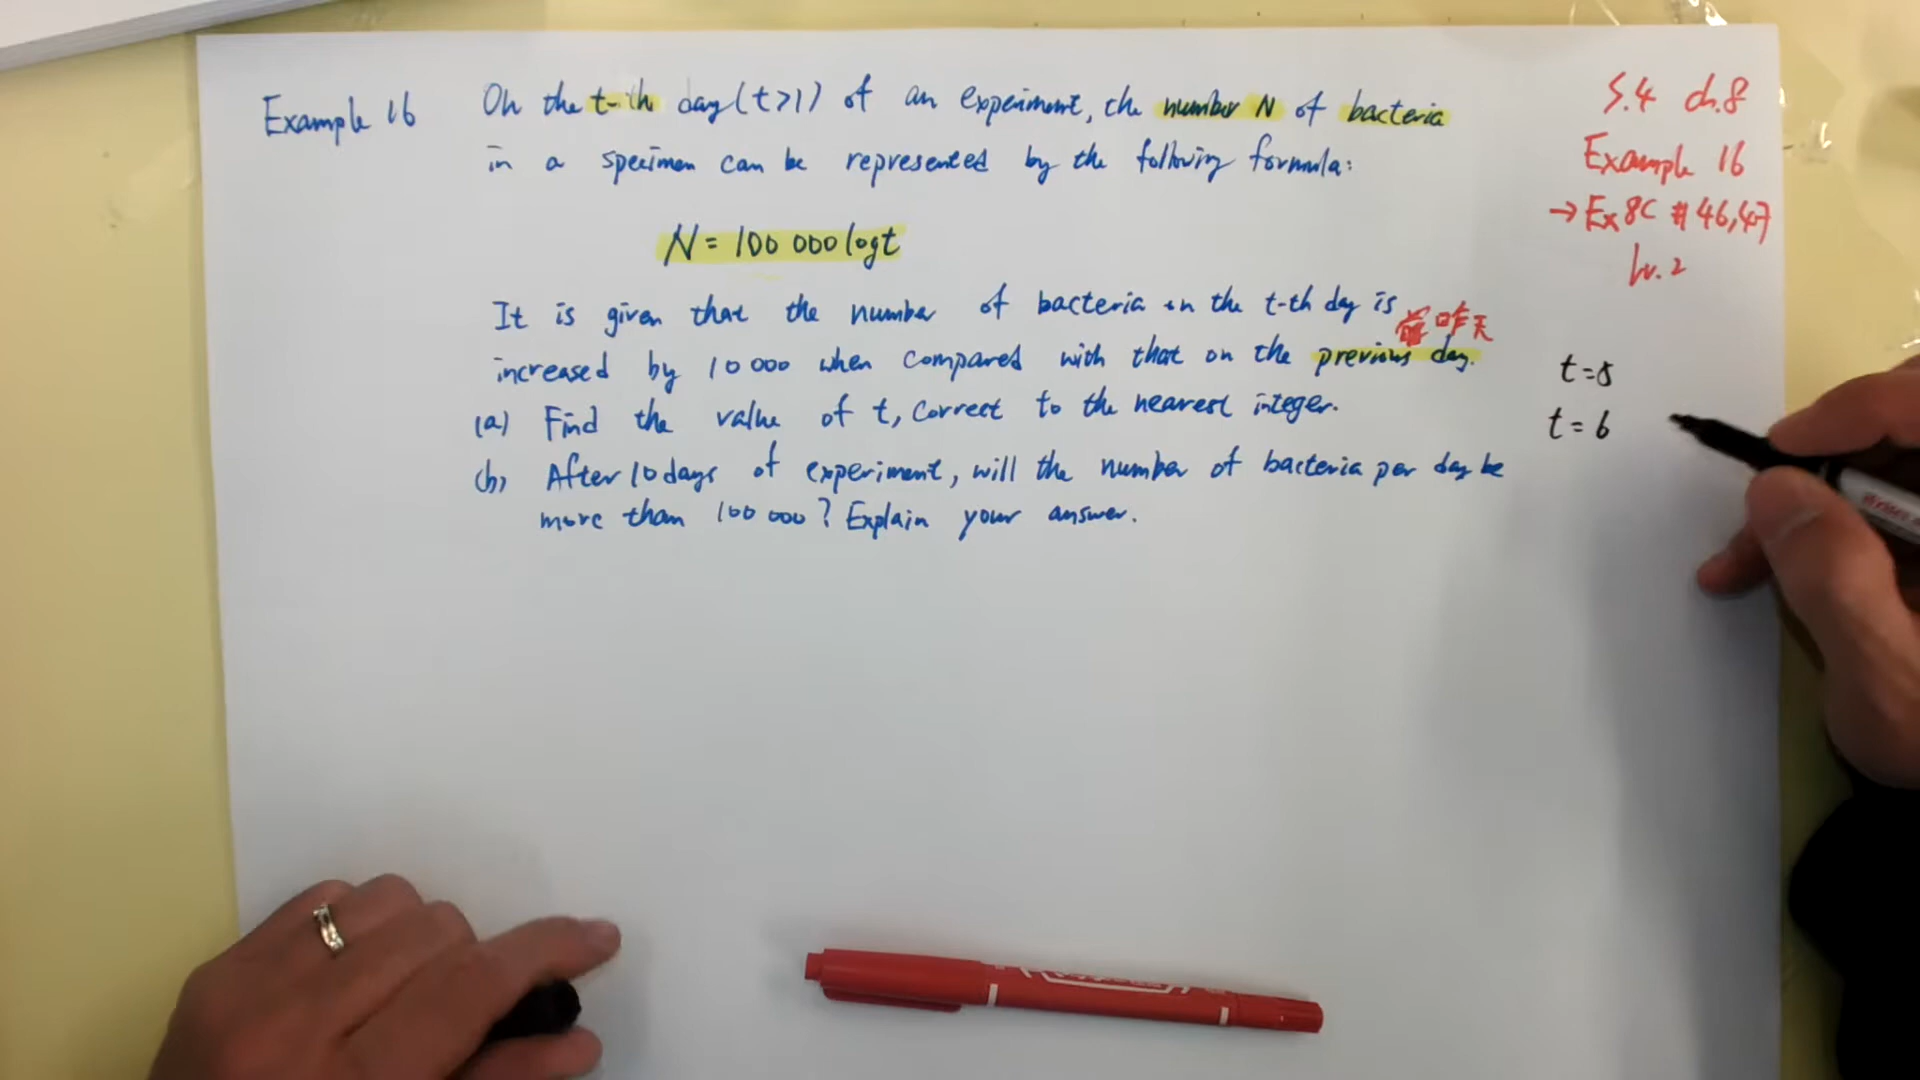 Example 16 On the t-th day (t>1) of an experiment, the number N of bacteria
in a specimen can be represented by the following formula:
N = 100 000 log t
It is given that the number of bacteria on the t-th day is
increased by 10 000 when compared with that on the previous day.
昨天
(a) Find the value of t, correct to the nearest integer.
(b) After 10 days of experiment, will the number of bacteria per day be
more than 100 000? Explain your answer.
S.4 ch.8
Example 16
→ Ex 8C # 46,47
Lv. 2
t=5
t=6